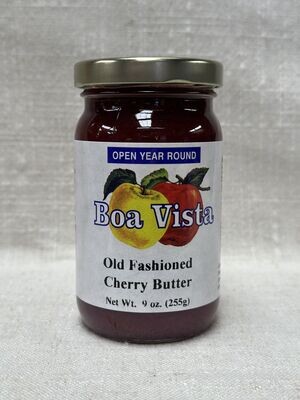 OPEN YEAR ROUND
Boa Vista
Old Fashioned
Cherry Butter
Net Wt. 9 oz. (255g)